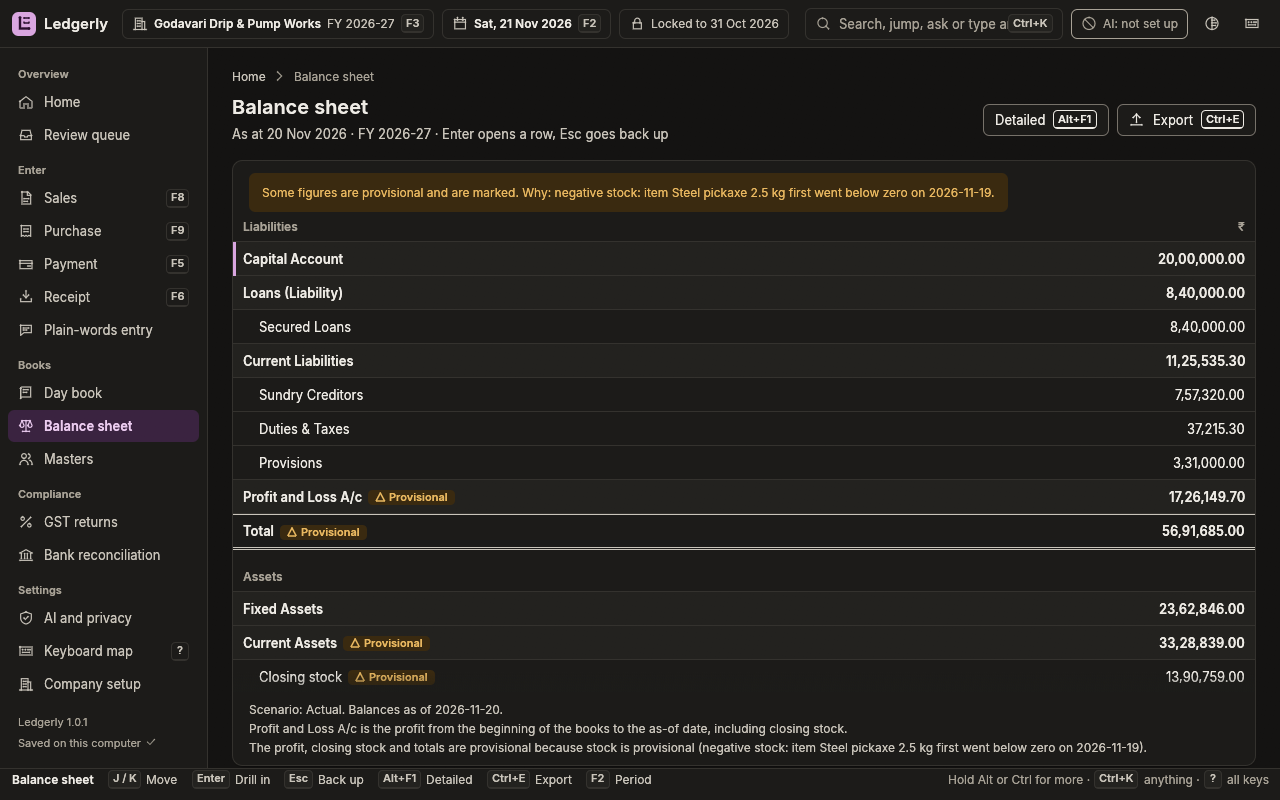 Ledgerly
Godavari Drip & Pump Works FY 2026-27 F3
Sat, 21 Nov 2026 F2
Locked to 31 Oct 2026
Search, jump, ask or type a Ctrl+K
AI: not set up
Overview
Home
Review queue
Enter
Sales F8
Purchase F9
Payment F5
Receipt F6
Plain-words entry
Books
Day book
Balance sheet
Masters
Compliance
GST returns
Bank reconciliation
Settings
AI and privacy
Keyboard map ?
Company setup
Ledgerly 1.0.1
Saved on this computer
Home > Balance sheet
Balance sheet
As at 20 Nov 2026 · FY 2026-27 · Enter opens a row, Esc goes back up
Detailed Alt+F1
Export Ctrl+E
Some figures are provisional and are marked. Why: negative stock: item Steel pickaxe 2.5 kg first went below zero on 2026-11-19.
Liabilities ₹
Capital Account 20,00,000.00
Loans (Liability) 8,40,000.00
Secured Loans 8,40,000.00
Current Liabilities 11,25,535.30
Sundry Creditors 7,57,320.00
Duties & Taxes 37,215.30
Provisions 3,31,000.00
Profit and Loss A/c Provisional 17,26,149.70
Total Provisional 56,91,685.00
Assets
Fixed Assets 23,62,846.00
Current Assets Provisional 33,28,839.00
Closing stock Provisional 13,90,759.00
Scenario: Actual. Balances as of 2026-11-20.
Profit and Loss A/c is the profit from the beginning of the books to the as-of date, including closing stock.
The profit, closing stock and totals are provisional because stock is provisional (negative stock: item Steel pickaxe 2.5 kg first went below zero on 2026-11-19).
Balance sheet J / K Move Enter Drill in Esc Back up Alt+F1 Detailed Ctrl+E Export F2 Period
Hold Alt or Ctrl for more · Ctrl+K anything · ? all keys